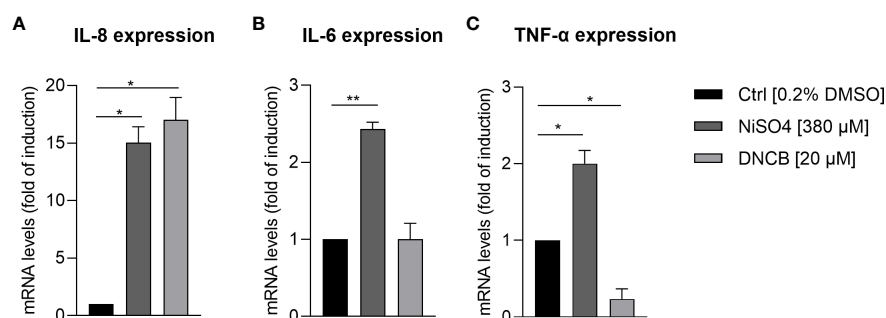 A
IL-8 expression
mRNA levels (fold of induction)
20
15
10
5
0
*
*
B
IL-6 expression
mRNA levels (fold of induction)
3
2
1
0
**
C
TNF-α expression
mRNA levels (fold of induction)
3
2
1
0
*
*
Ctrl [0.2% DMSO]
NiSO4 [380 µM]
DNCB [20 µM]